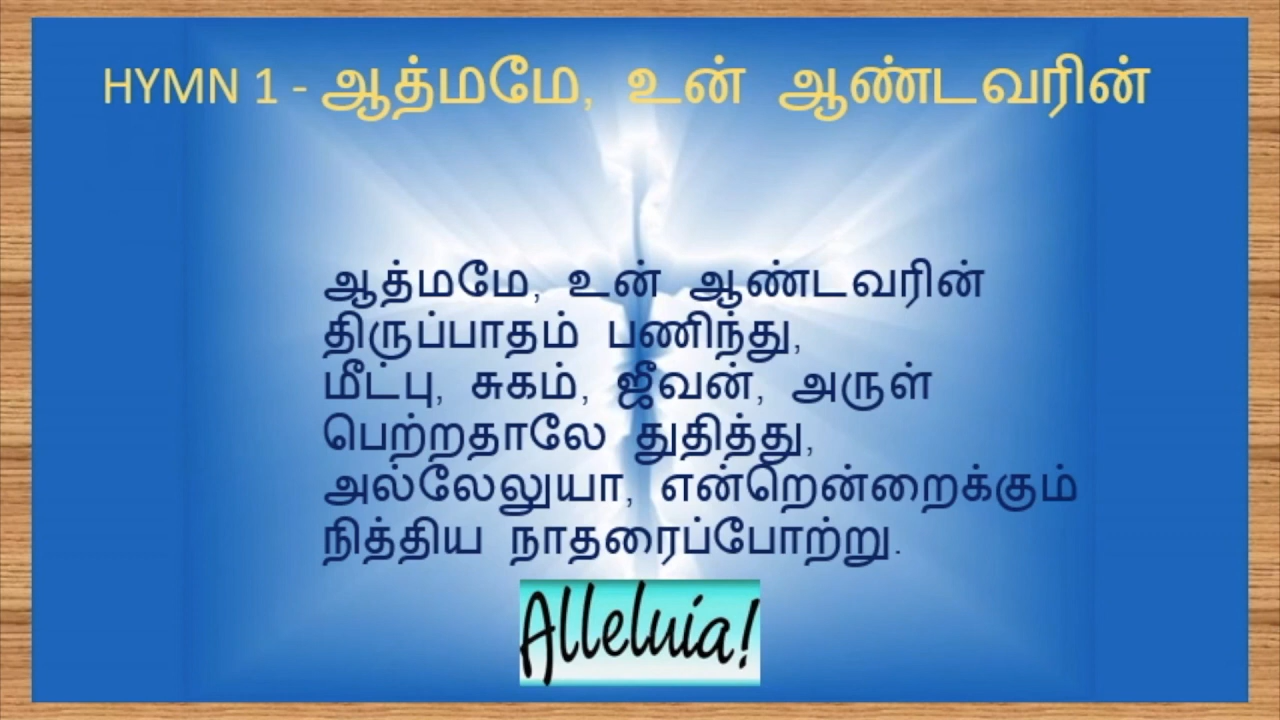 HYMN 1 - ஆத்மமே, உன் ஆண்டவரின்
ஆத்மமே, உன் ஆண்டவரின்
திருப்பாதம் பணிந்து,
மீட்பு, சுகம், ஜீவன், அருள்
பெற்றதாலே துதித்து,
அல்லேலுயா, என்றென்றைக்கும்
நித்திய நாதரைப்போற்று.
Alleluia!